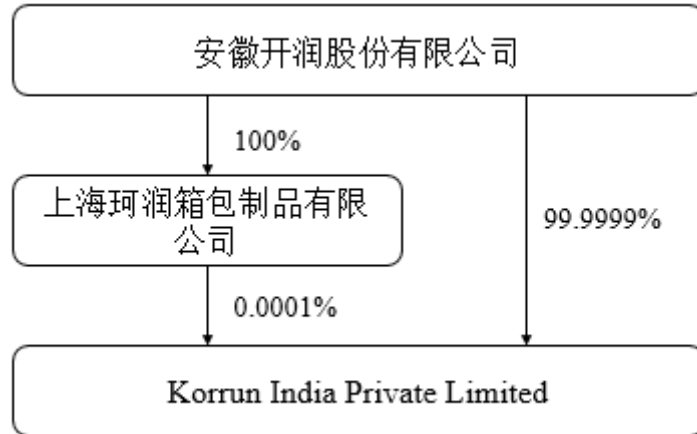 安徽开润股份有限公司
100%
上海珂润箱包制品有限
公司
99.9999%
0.0001%
Korrun India Private Limited